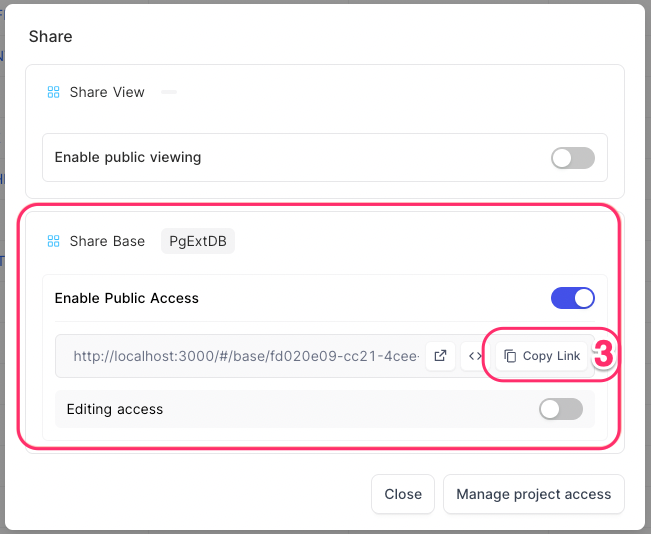 Share
Share View
Enable public viewing
Share Base PgExtDB
Enable Public Access
http://localhost:3000/#/base/fd020e09-cc21-4cee- <> Copy Link 3
Editing access
Close Manage project access